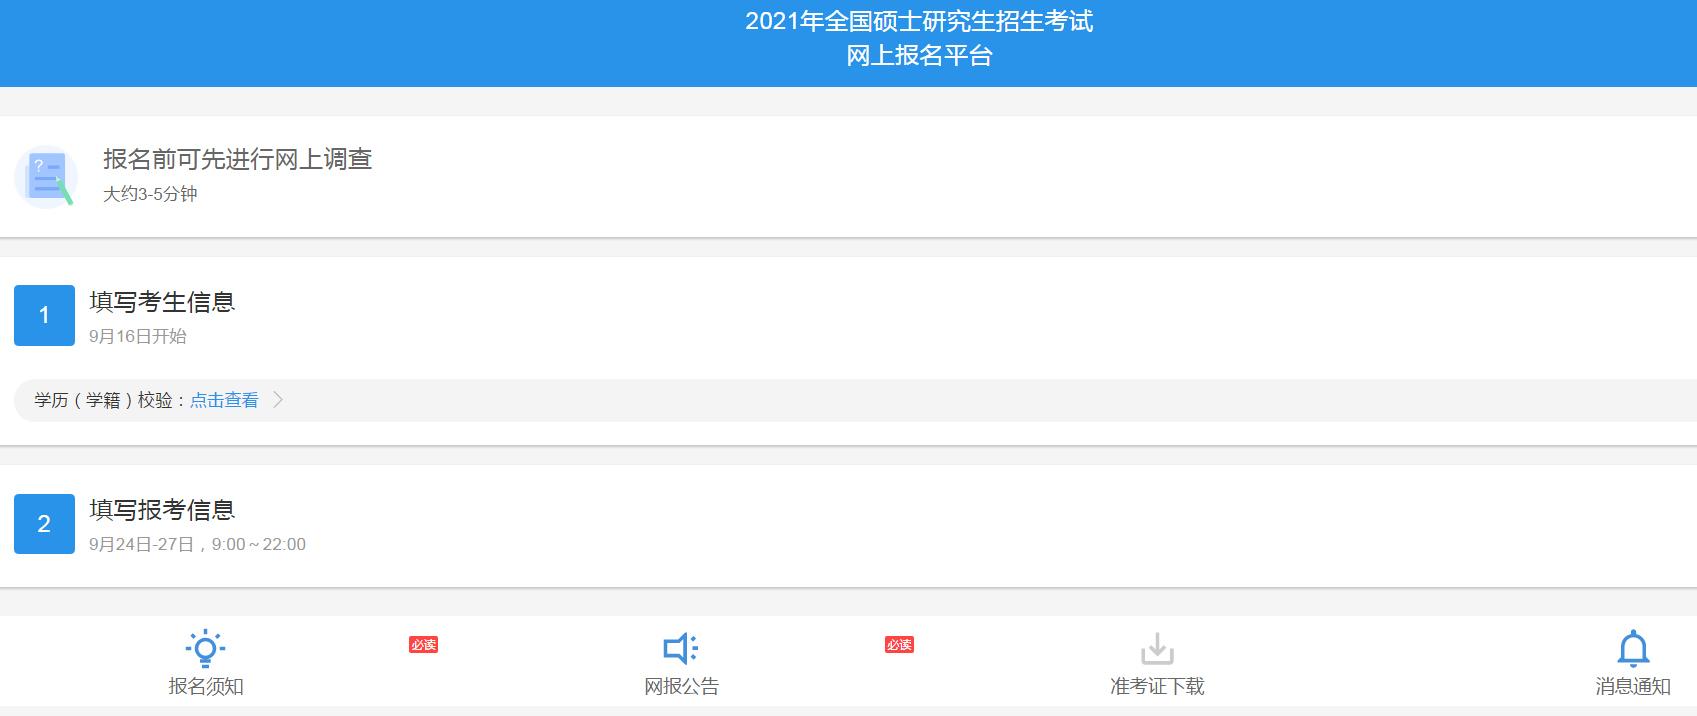 2021年全国硕士研究生招生考试
网上报名平台
?
报名前可先进行网上调查
大约3-5分钟
1
填写考生信息
9月16日开始
学历（学籍）校验：点击查看
2
填写报考信息
9月24日-27日，9:00～22:00
必读
必读
报名须知
网报公告
准考证下载
消息通知